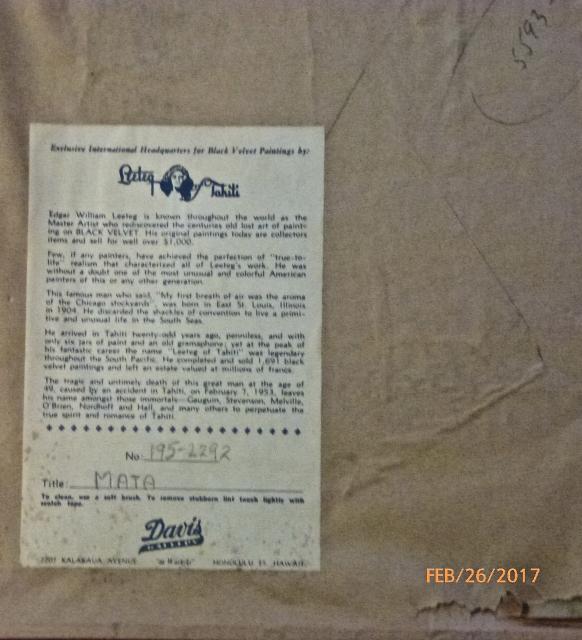 5593
Exclusive International Headquarters for Black Velvet Paintings by:
Leeteg of Tahiti
Edgar William Leeteg is known throughout the world as the
Master Artist who rediscovered the centuries old lost art of paint-
ing on BLACK VELVET. His original paintings today are collectors
items and sell for well over $1,000.
Few, if any painters, have achieved the perfection of "true-to-
life" realism that characterized all of Leeteg's work. He was
without a doubt one of the most unusual and colorful American
painters of this or any other generation.
This famous man who said, "My first breath of air was the aroma
of the Chicago stockyards", was born in East St. Louis, Illinois
in 1904. He discarded the shackles of convention to live a primi-
tive and unusual life in the South Seas.
He arrived in Tahiti twenty-odd years ago, penniless, and with
only six jars of paint and an old gramophone; yet at the peak of
his fantastic career the name "Leeteg of Tahiti" was legendary
throughout the South Pacific. He completed and sold 1,691 black
velvet paintings and left an estate valued at millions of francs.
The tragic and untimely death of this great man at the age of
49, caused by an accident in Tahiti, on February 7, 1953, leaves
his name amongst those immortals—Gauguin, Stevenson, Melville,
O'Brien, Nordhoff and Hall, and many others to perpetuate the
true spirit and romance of Tahiti.
No. 195-2292
Title: MATA
To clean, use a soft brush. To remove stubborn lint touch lightly with
scotch tape.
Davis
GALLERY
KALAKAUA AVENUE "in Waikiki" HONOLULU 15, HAWAII
FEB/26/2017